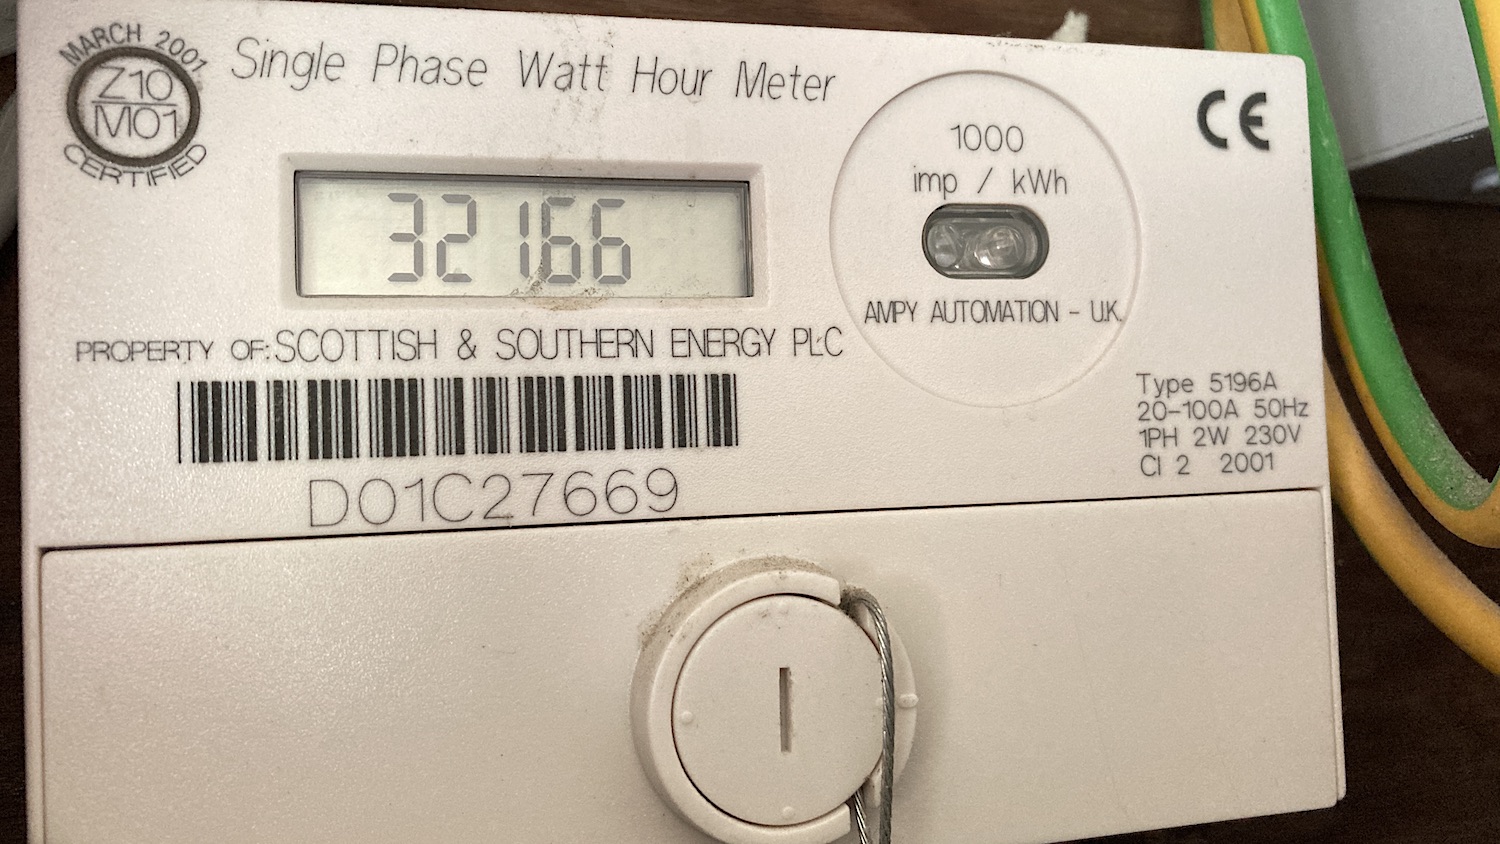 MARCH 2001
Z10
M01
CERTIFIED
Single Phase Watt Hour Meter
CE
1000
imp / kWh
32166
AMPY AUTOMATION - U.K.
PROPERTY OF: SCOTTISH & SOUTHERN ENERGY PLC
D01C27669
Type 5196A
20-100A 50Hz
1PH 2W 230V
Cl 2 2001